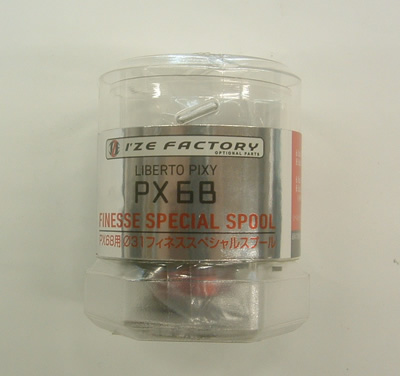 I'ZE FACTORY
OPTIONAL PARTS
LIBERTO PIXY
PX68
FINESSE SPECIAL SPOOL
PX68用Ø31フィネススペシャルスプール